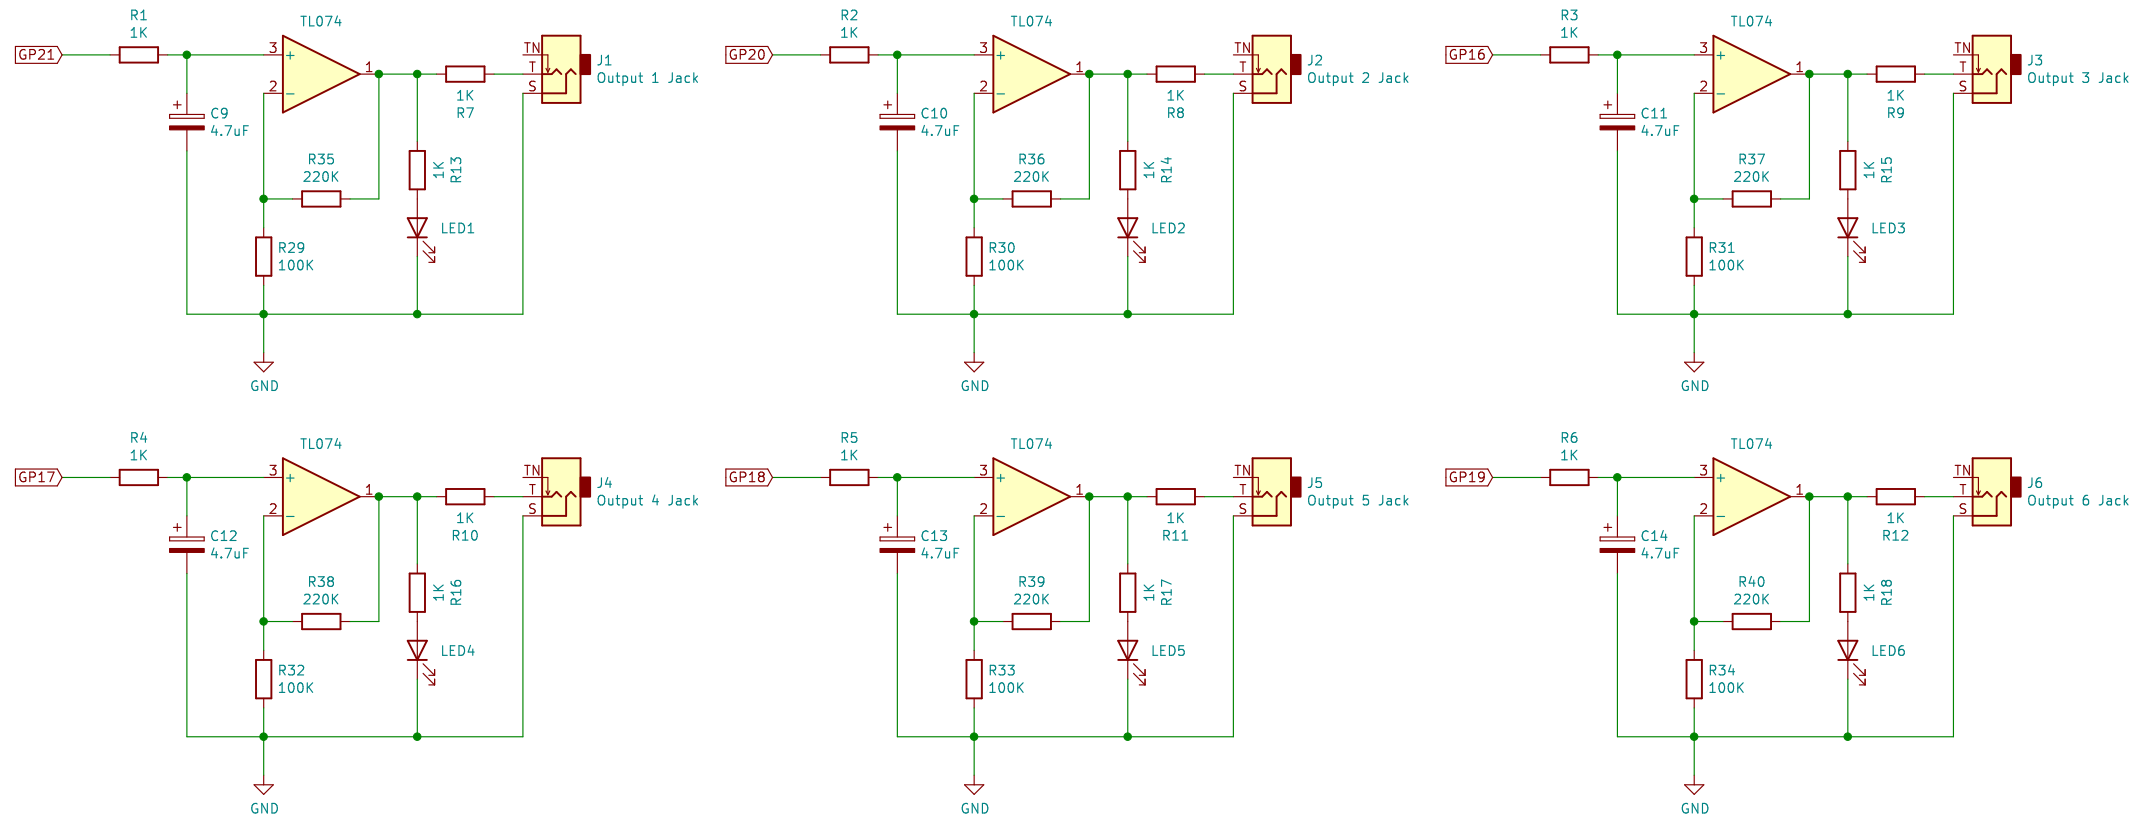 R1
1K
TL074
GP21
3
+
2
−
1
TN
T
S
J1
Output 1 Jack
1K
R7
+
C9
4.7uF
1K
R13
R35
220K
LED1
R29
100K
GND
R2
1K
TL074
GP20
3
+
2
−
1
TN
T
S
J2
Output 2 Jack
1K
R8
+
C10
4.7uF
1K
R14
R36
220K
LED2
R30
100K
GND
R3
1K
TL074
GP16
3
+
2
−
1
TN
T
S
J3
Output 3 Jack
1K
R9
+
C11
4.7uF
1K
R15
R37
220K
LED3
R31
100K
GND
R4
1K
TL074
GP17
3
+
2
−
1
TN
T
S
J4
Output 4 Jack
1K
R10
+
C12
4.7uF
1K
R16
R38
220K
LED4
R32
100K
GND
R5
1K
TL074
GP18
3
+
2
−
1
TN
T
S
J5
Output 5 Jack
1K
R11
+
C13
4.7uF
1K
R17
R39
220K
LED5
R33
100K
GND
R6
1K
TL074
GP19
3
+
2
−
1
TN
T
S
J6
Output 6 Jack
1K
R12
+
C14
4.7uF
1K
R18
R40
220K
LED6
R34
100K
GND